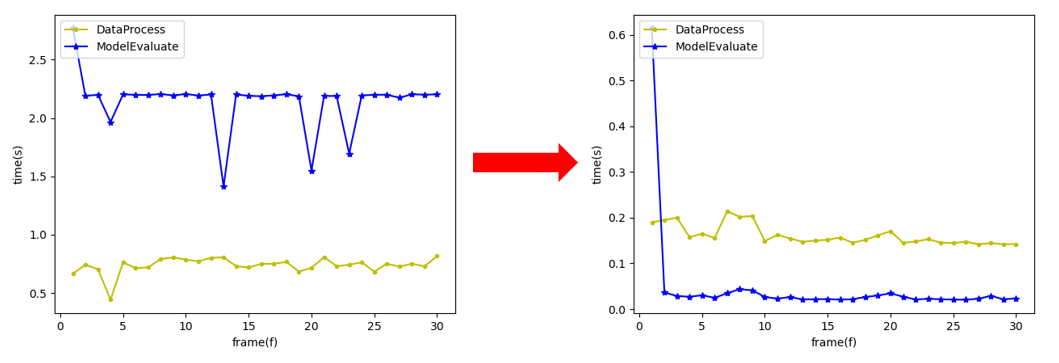 DataProcess
ModelEvaluate
2.5
2.0
1.5
1.0
0.5
time(s)
0 5 10 15 20 25 30
frame(f)
DataProcess
ModelEvaluate
0.6
0.5
0.4
0.3
0.2
0.1
0.0
time(s)
0 5 10 15 20 25 30
frame(f)